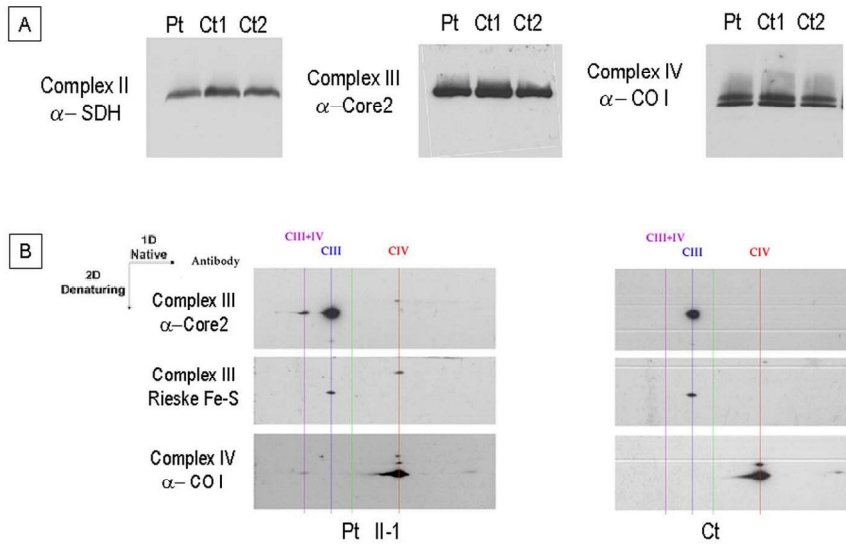 A
Pt Ct1 Ct2
Complex II
α– SDH
Pt Ct1 Ct2
Complex III
α–Core2
Pt Ct1 Ct2
Complex IV
α– CO I
B
1D
Native
2D
Denaturing
Antibody
CIII+IV
CIII
CIV
CIII+IV
CIII
CIV
Complex III
α–Core2
Complex III
Rieske Fe-S
Complex IV
α– CO I
Pt II-1
Ct